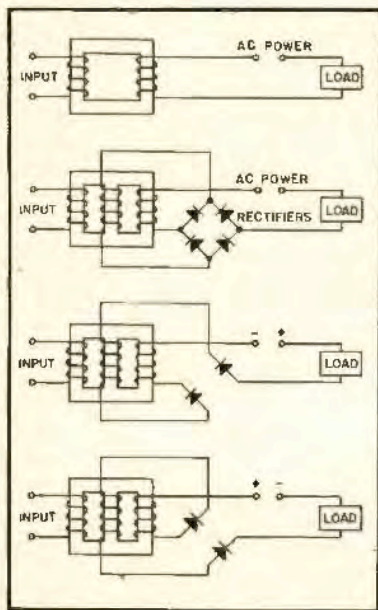 AC POWER
INPUT
LOAD
AC POWER
INPUT
RECTIFIERS
LOAD
- +
INPUT
LOAD
+ -
INPUT
LOAD